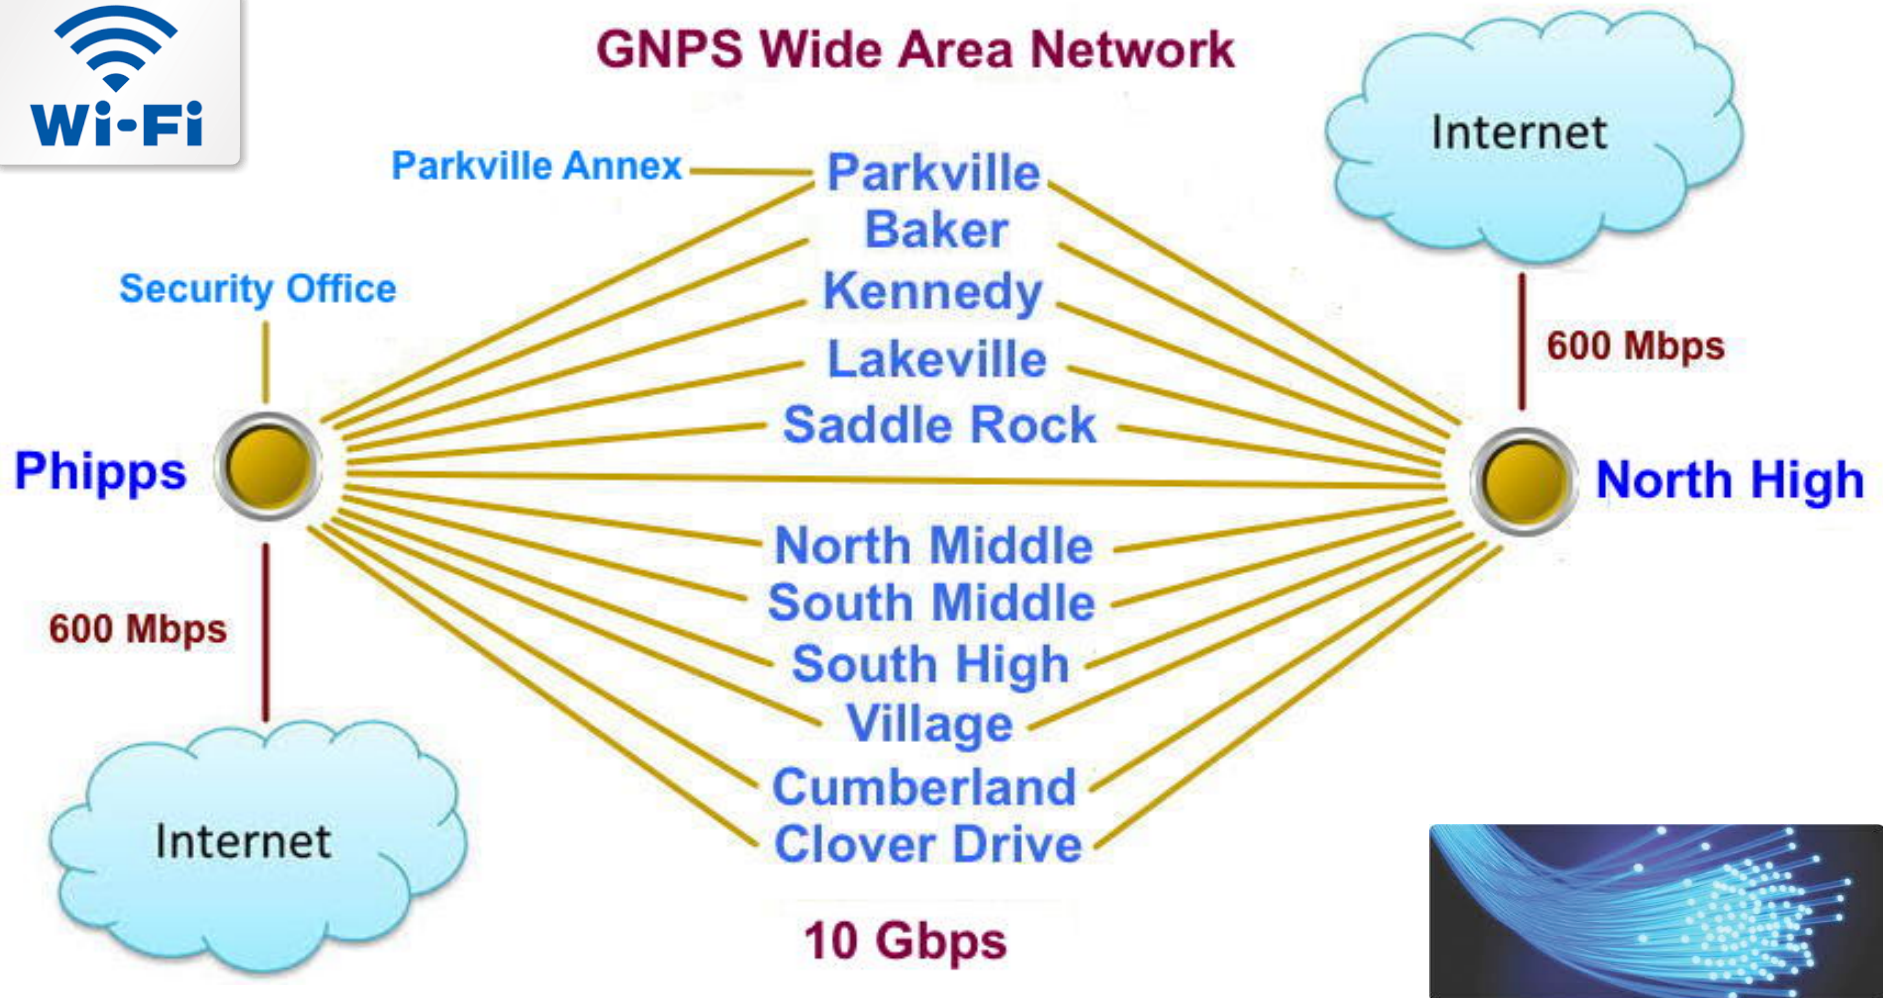 Wi-Fi
GNPS Wide Area Network
Internet
Parkville Annex
Parkville
Baker
Security Office
Kennedy
600 Mbps
Lakeville
Saddle Rock
Phipps
North High
North Middle
South Middle
600 Mbps
South High
Village
Cumberland
Internet
Clover Drive
10 Gbps